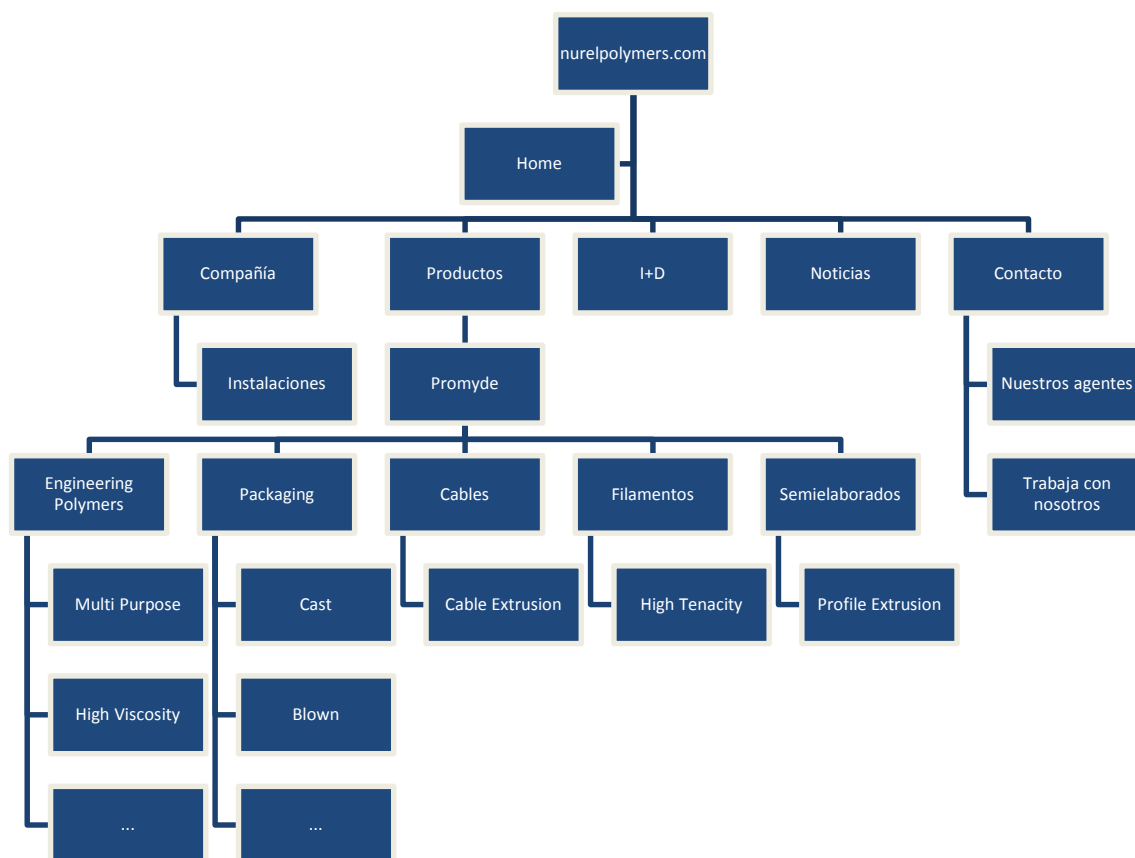 nurelpolymers.com
Home
Compañía
Productos
I+D
Noticias
Contacto
Instalaciones
Promyde
Nuestros agentes
Engineering
Polymers
Packaging
Cables
Filamentos
Semielaborados
Trabaja con
nosotros
Multi Purpose
Cast
Cable Extrusion
High Tenacity
Profile Extrusion
High Viscosity
Blown
...
...